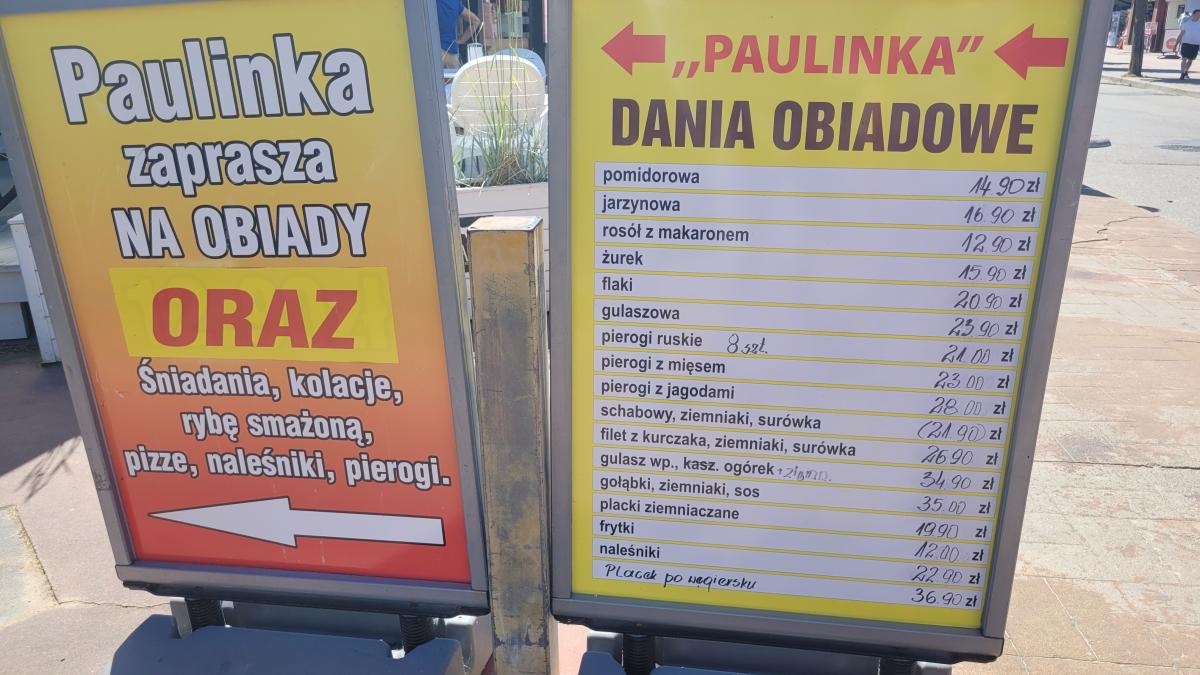 Paulinka
zaprasza
NA OBIADY
ORAZ
Śniadania, kolacje,
rybę smażoną,
pizze, naleśniki, pierogi.
„PAULINKA”
DANIA OBIADOWE
pomidorowa 14.90 zł
jarzynowa 16.90 zł
rosół z makaronem 12.90 zł
żurek 15.90 zł
flaki 20.90 zł
gulaszowa 23.90 zł
pierogi ruskie 8 szt. 21.00 zł
pierogi z mięsem 23.00 zł
pierogi z jagodami 28.00 zł
schabowy, ziemniaki, surówka (21.90) zł
filet z kurczaka, ziemniaki, surówka 26.90 zł
gulasz wp., kasz. ogórek 34.90 zł
gołąbki, ziemniaki, sos 35.00 zł
placki ziemniaczane 19.90 zł
frytki 12.00 zł
naleśniki 22.90 zł
Placek po węgiersku 36.90 zł